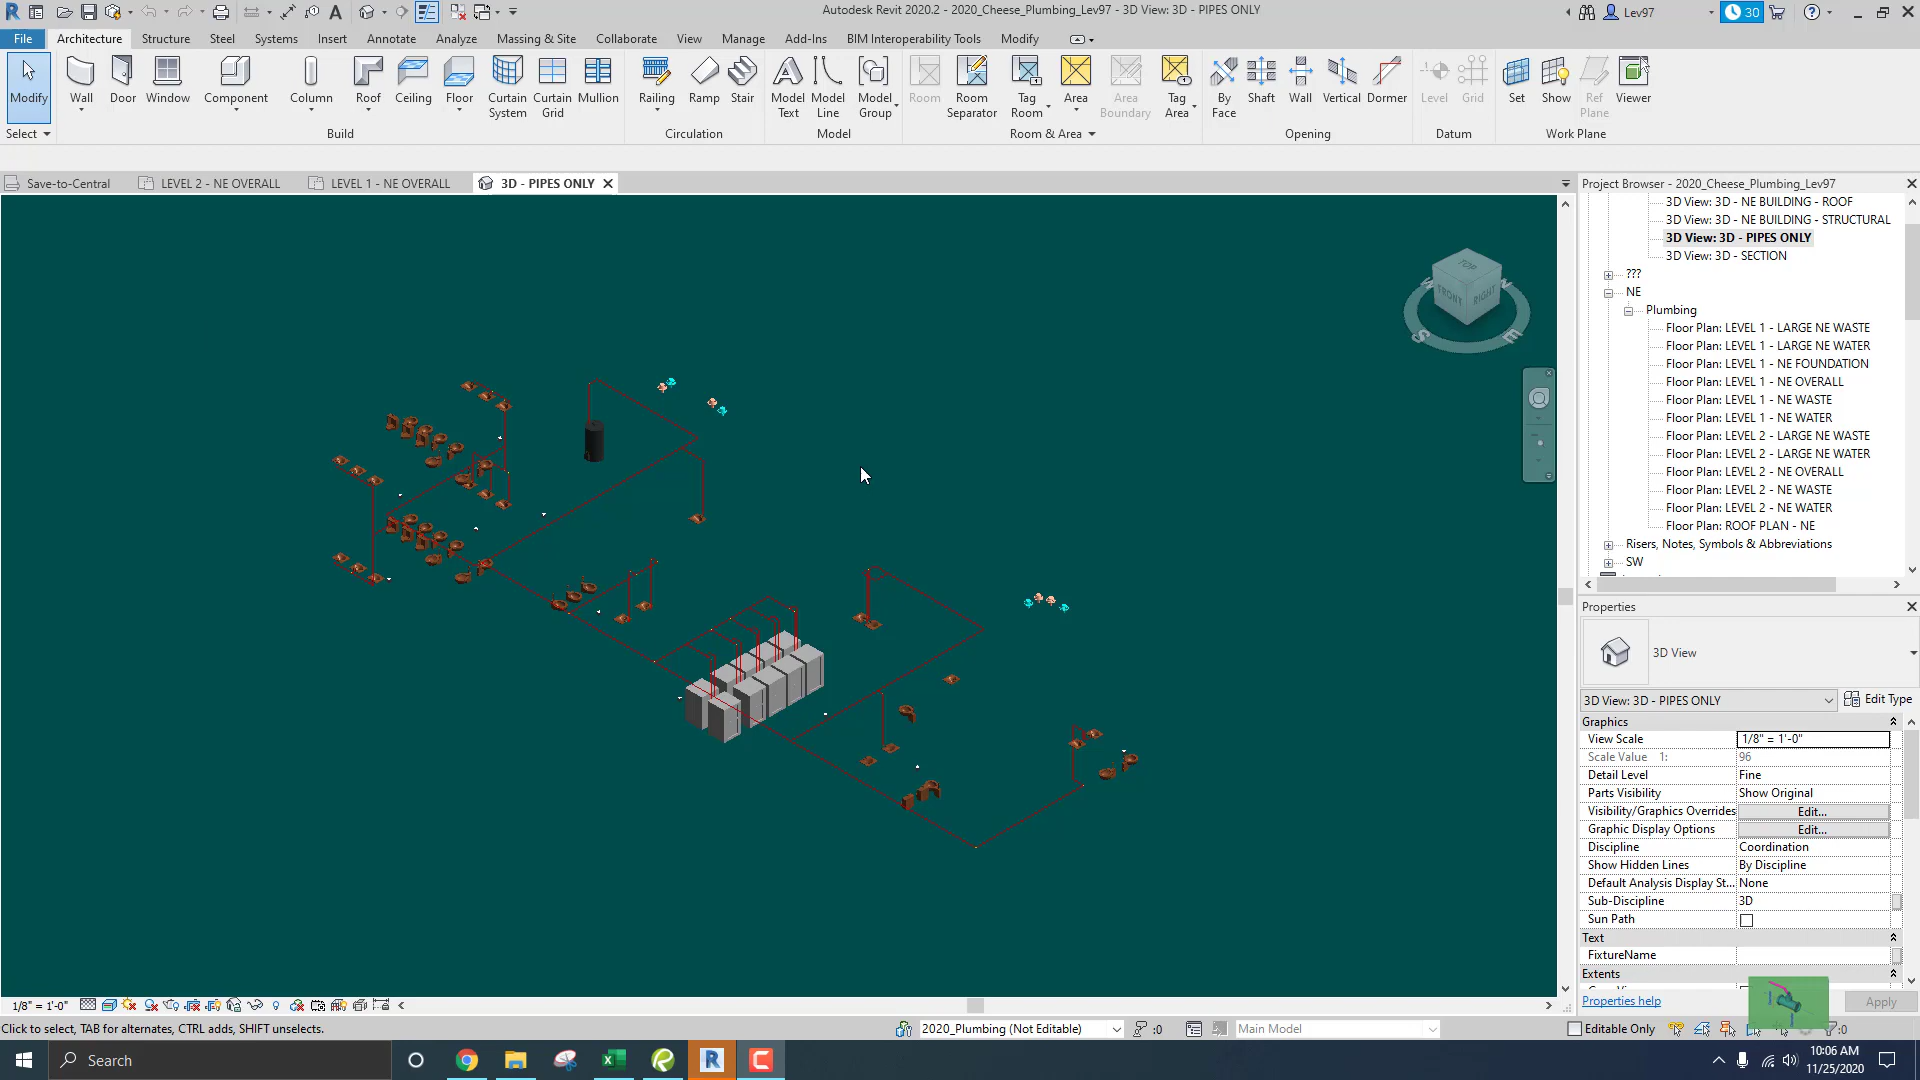 Autodesk Revit 2020.2 - 2020_Cheese_Plumbing_Lev97 - 3D View: 3D - PIPES ONLY
Lev97
30
File Architecture Structure Steel Systems Insert Annotate Analyze Massing & Site Collaborate View Manage Add-Ins BIM Interoperability Tools Modify
Modify Wall Door Window Component Column Roof Ceiling Floor Curtain System Curtain Grid Mullion Railing Ramp Stair Model Text Model Line Model Group Room Room Separator Tag Room Area Area Boundary Tag Area By Face Shaft Wall Vertical Dormer Level Grid Set Show Ref Plane Viewer
Select Build Circulation Model Room & Area Opening Datum Work Plane
Save-to-Central LEVEL 2 - NE OVERALL LEVEL 1 - NE OVERALL 3D - PIPES ONLY
TOP
FRONT
RIGHT
W
N
S
E
Project Browser - 2020_Cheese_Plumbing_Lev97
3D View: 3D - NE BUILDING - ROOF
3D View: 3D - NE BUILDING - STRUCTURAL
3D View: 3D - PIPES ONLY
3D View: 3D - SECTION
???
NE
Plumbing
Floor Plan: LEVEL 1 - LARGE NE WASTE
Floor Plan: LEVEL 1 - LARGE NE WATER
Floor Plan: LEVEL 1 - NE FOUNDATION
Floor Plan: LEVEL 1 - NE OVERALL
Floor Plan: LEVEL 1 - NE WASTE
Floor Plan: LEVEL 1 - NE WATER
Floor Plan: LEVEL 2 - LARGE NE WASTE
Floor Plan: LEVEL 2 - LARGE NE WATER
Floor Plan: LEVEL 2 - NE OVERALL
Floor Plan: LEVEL 2 - NE WASTE
Floor Plan: LEVEL 2 - NE WATER
Floor Plan: ROOF PLAN - NE
Risers, Notes, Symbols & Abbreviations
SW
Properties
3D View
3D View: 3D - PIPES ONLY Edit Type
Graphics
View Scale 1/8" = 1'-0"
Scale Value 1: 96
Detail Level Fine
Parts Visibility Show Original
Visibility/Graphics Overrides Edit...
Graphic Display Options Edit...
Discipline Coordination
Show Hidden Lines By Discipline
Default Analysis Display St... None
Sub-Discipline 3D
Sun Path
Text
FixtureName
Extents
Properties help Apply
1/8" = 1'-0"
Click to select, TAB for alternates, CTRL adds, SHIFT unselects.
2020_Plumbing (Not Editable) :0 Main Model Editable Only :0
Search
10:06 AM
11/25/2020